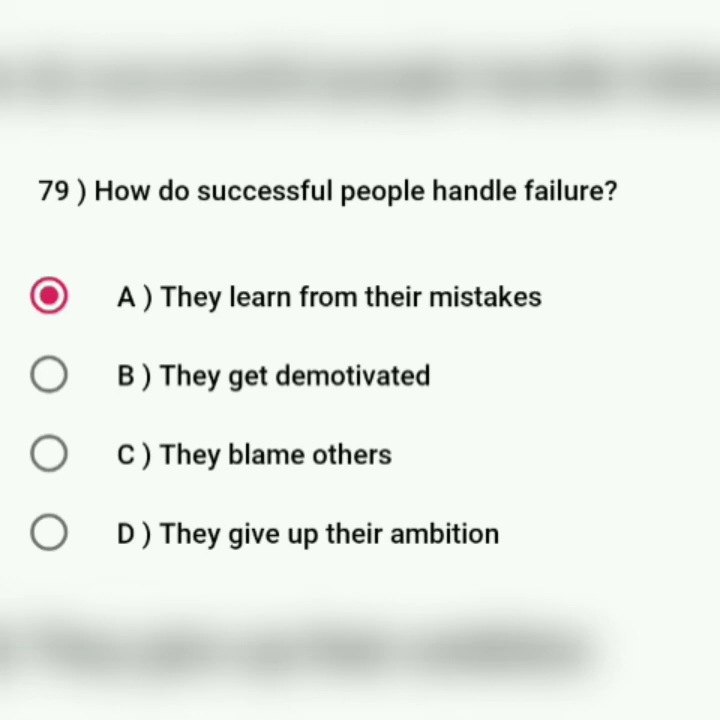 79 ) How do successful people handle failure?
A ) They learn from their mistakes
B ) They get demotivated
C ) They blame others
D ) They give up their ambition